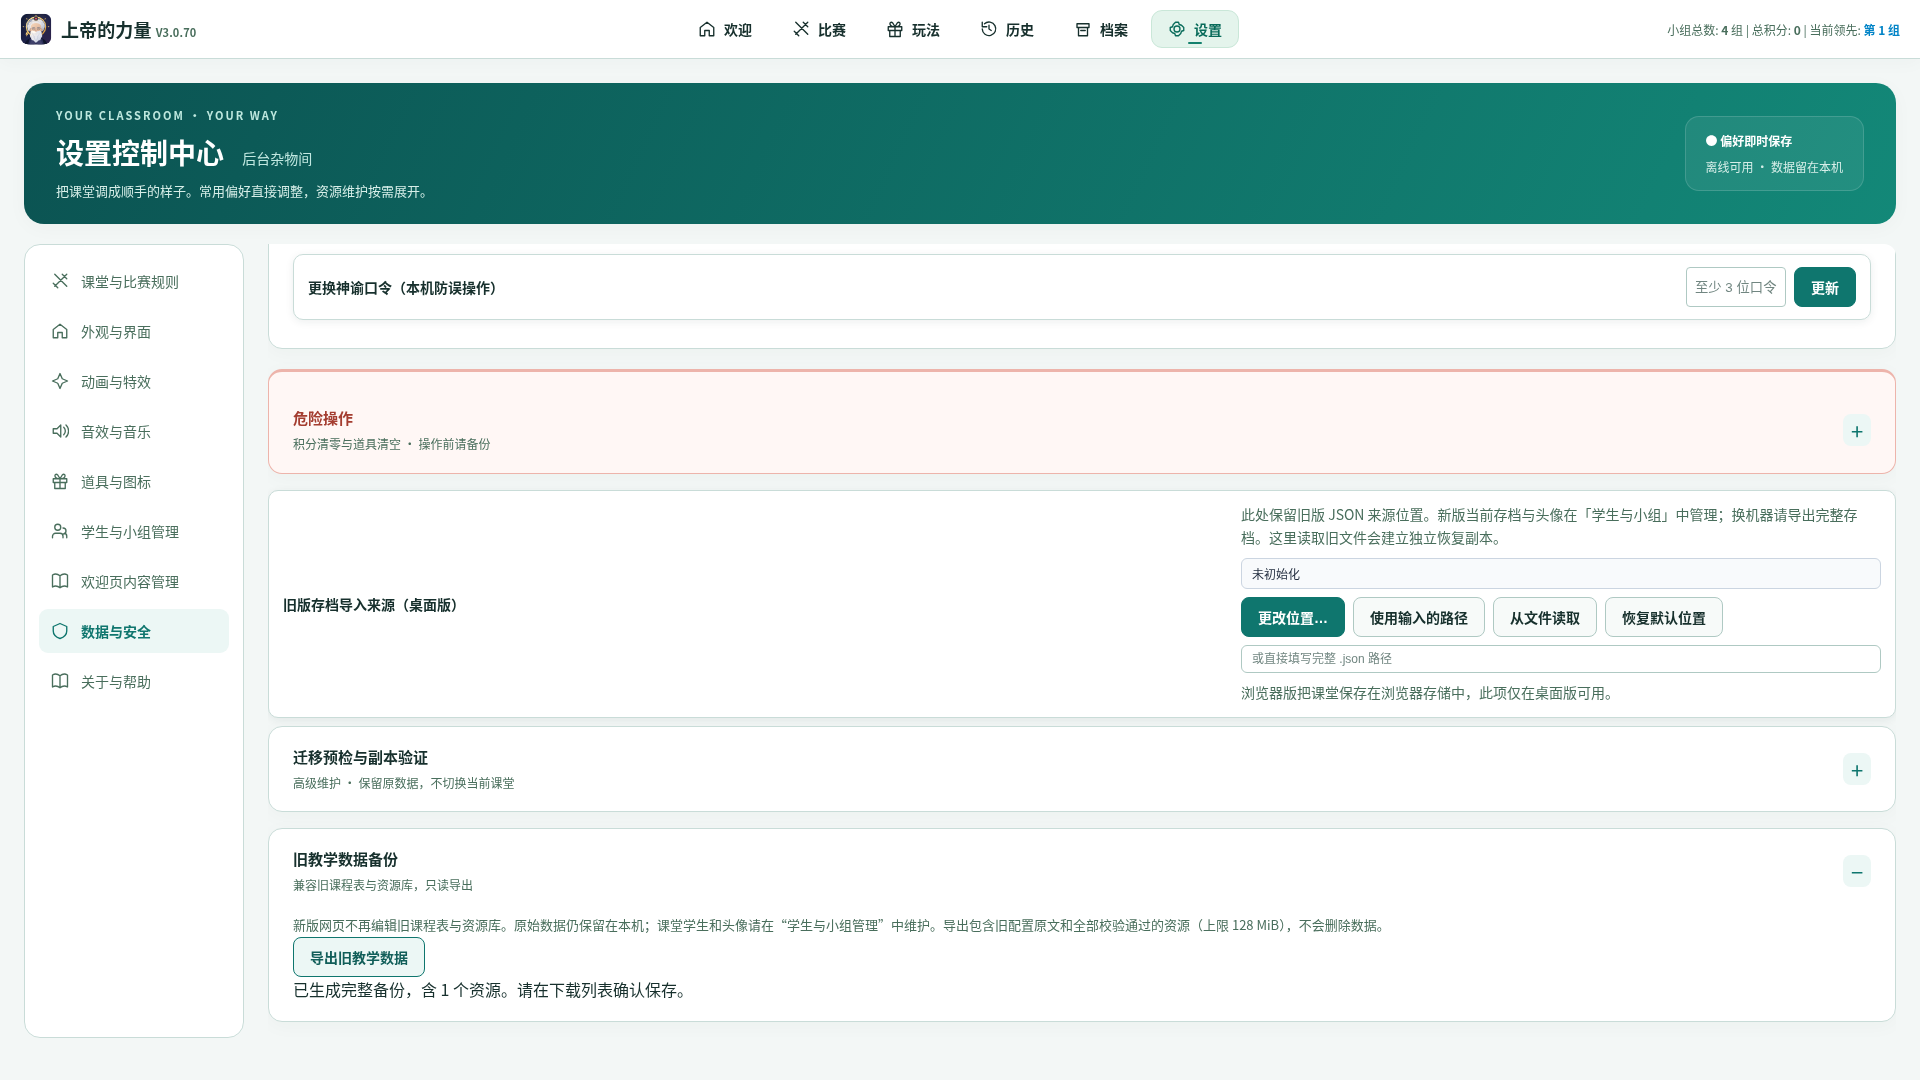 上帝的力量 V3.0.70
欢迎
比赛
玩法
历史
档案
设置
小组总数: 4 组 | 总积分: 0 | 当前领先: 第 1 组
YOUR CLASSROOM • YOUR WAY
设置控制中心 后台杂物间
把课堂调成顺手的样子。常用偏好直接调整，资源维护按需展开。
偏好即时保存
离线可用 • 数据留在本机
课堂与比赛规则
外观与界面
动画与特效
音效与音乐
道具与图标
学生与小组管理
欢迎页内容管理
数据与安全
关于与帮助
更换神谕口令（本机防误操作）
至少 3 位口令
更新
危险操作
积分清零与道具清空 • 操作前请备份
+
旧版存档导入来源（桌面版）
此处保留旧版 JSON 来源位置。新版当前存档与头像在「学生与小组」中管理；换机器请导出完整存
档。这里读取旧文件会建立独立恢复副本。
未初始化
更改位置...
使用输入的路径
从文件读取
恢复默认位置
或直接填写完整 .json 路径
浏览器版把课堂保存在浏览器存储中，此项仅在桌面版可用。
迁移预检与副本验证
高级维护 • 保留原数据，不切换当前课堂
+
旧教学数据备份
兼容旧课程表与资源库，只读导出
−
新版网页不再编辑旧课程表与资源库。原始数据仍保留在本机；课堂学生和头像请在“学生与小组管理”中维护。导出包含旧配置原文和全部校验通过的资源（上限 128 MiB），不会删除数据。
导出旧教学数据
已生成完整备份，含 1 个资源。请在下载列表确认保存。